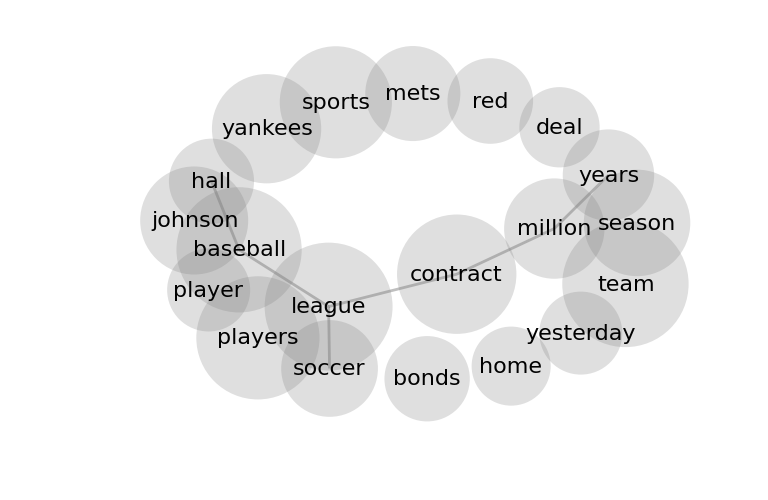 mets
red
sports
deal
yankees
years
hall
johnson
season
million
baseball
contract
team
player
league
yesterday
players
home
soccer
bonds